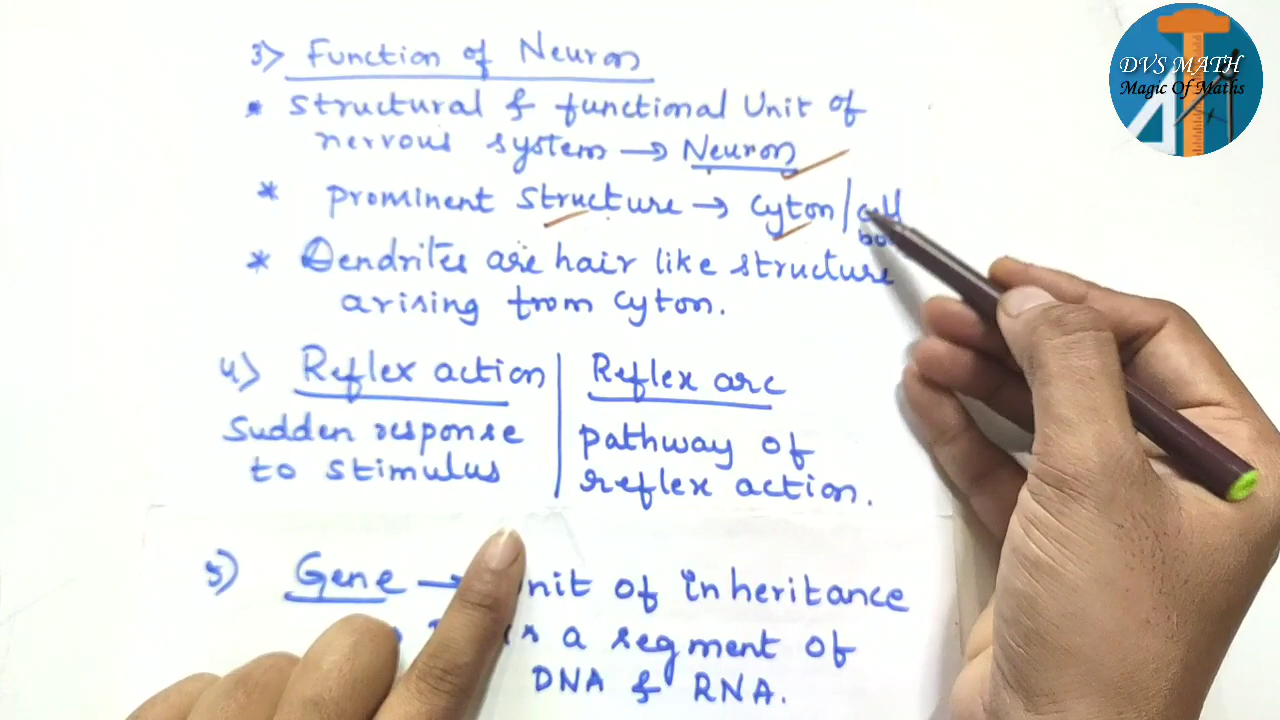 3) Function of Neuron
* Structural & functional Unit of
nervous system → Neuron
* Prominent Structure → Cyton/cell
* Dendrites are hair like structure
arising from Cyton.
4) Reflex action
Sudden response
to stimulus
Reflex arc
pathway of
reflex action.
5) Gene → Unit of inheritance
a segment of
DNA & RNA.
DVS MATH
Magic Of Maths